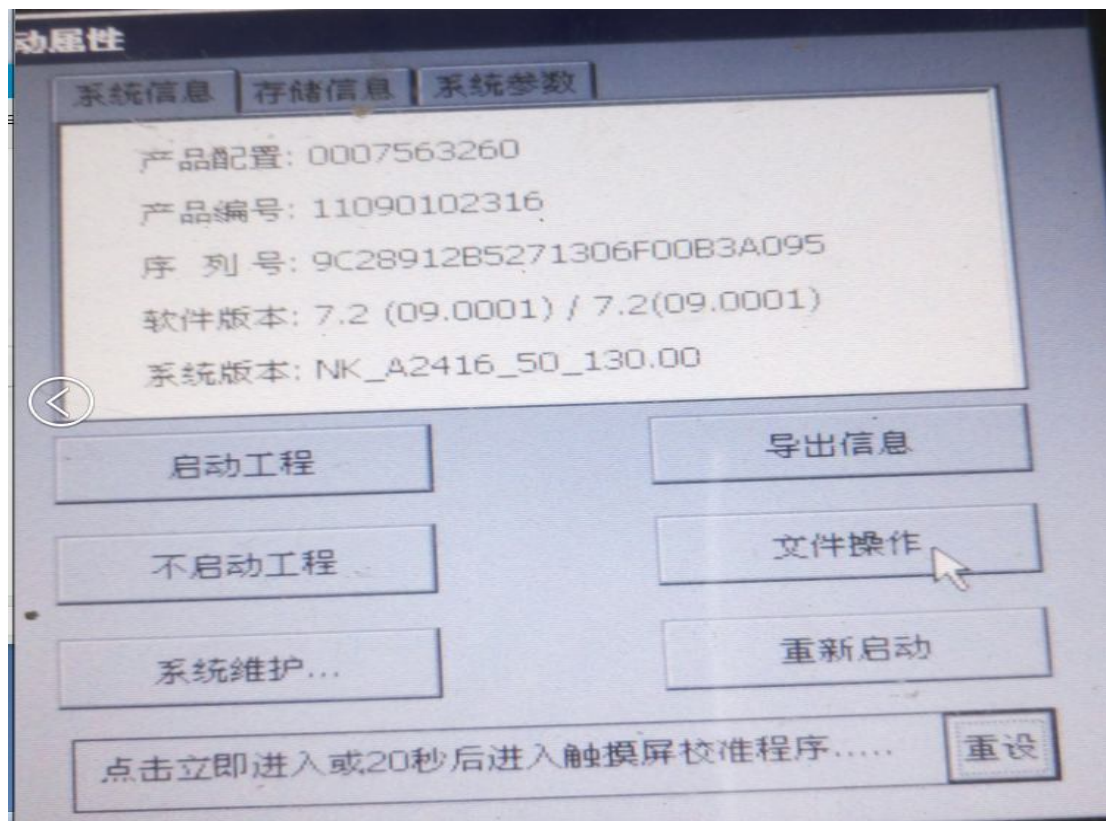 动属性
系统信息 存储信息 系统参数
产品配置: 0007563260
产品编号: 11090102316
序 列 号: 9C28912B5271306F00B3A095
软件版本: 7.2 (09.0001) / 7.2(09.0001)
系统版本: NK_A2416_50_130.00
启动工程 导出信息
不启动工程 文件操作
系统维护... 重新启动
点击立即进入或20秒后进入触摸屏校准程序..... 重设